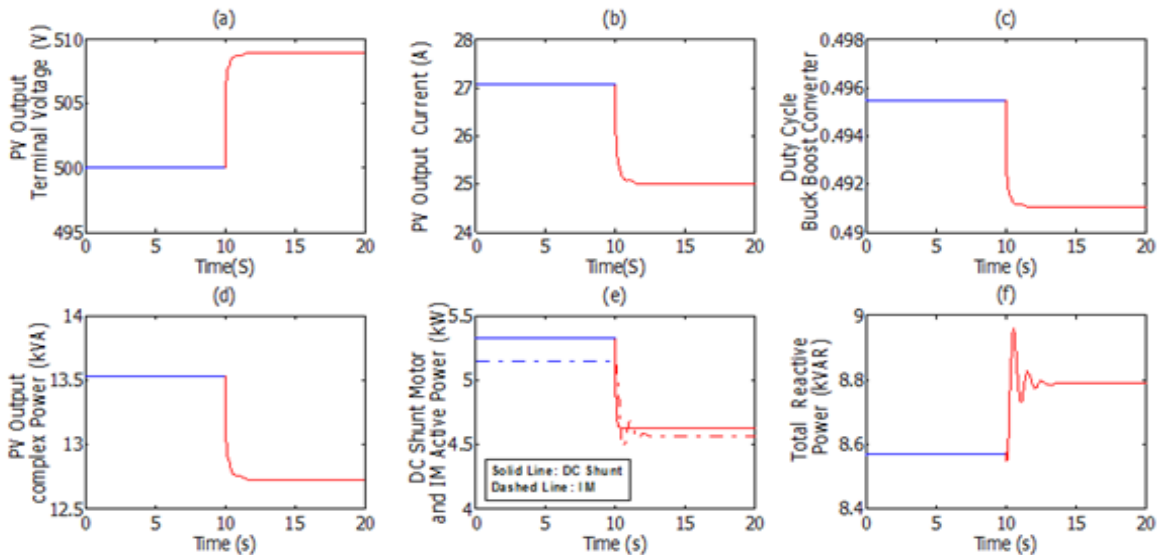 (a)
PV Output
Terminal Voltage (V)
510
505
500
495
0 5 10 15 20
Time(S)
(b)
PV Output Current (A)
28
27
26
25
24
0 5 10 15 20
Time(S)
(c)
Duty Cycle
Buck Boost Converter
0.498
0.496
0.494
0.492
0.49
0 5 10 15 20
Time (s)
(d)
PV Output
complex Power (kVA)
14
13.5
13
12.5
0 5 10 15 20
Time (s)
(e)
DC Shunt Motor
and IM Active Power (kW)
5.5
5
4.5
4
Solid Line: DC Shunt
Dashed Line: IM
0 5 10 15 20
Time (s)
(f)
Total Reactive
Power (kVAR)
9
8.8
8.6
8.4
0 5 10 15 20
Time (s)